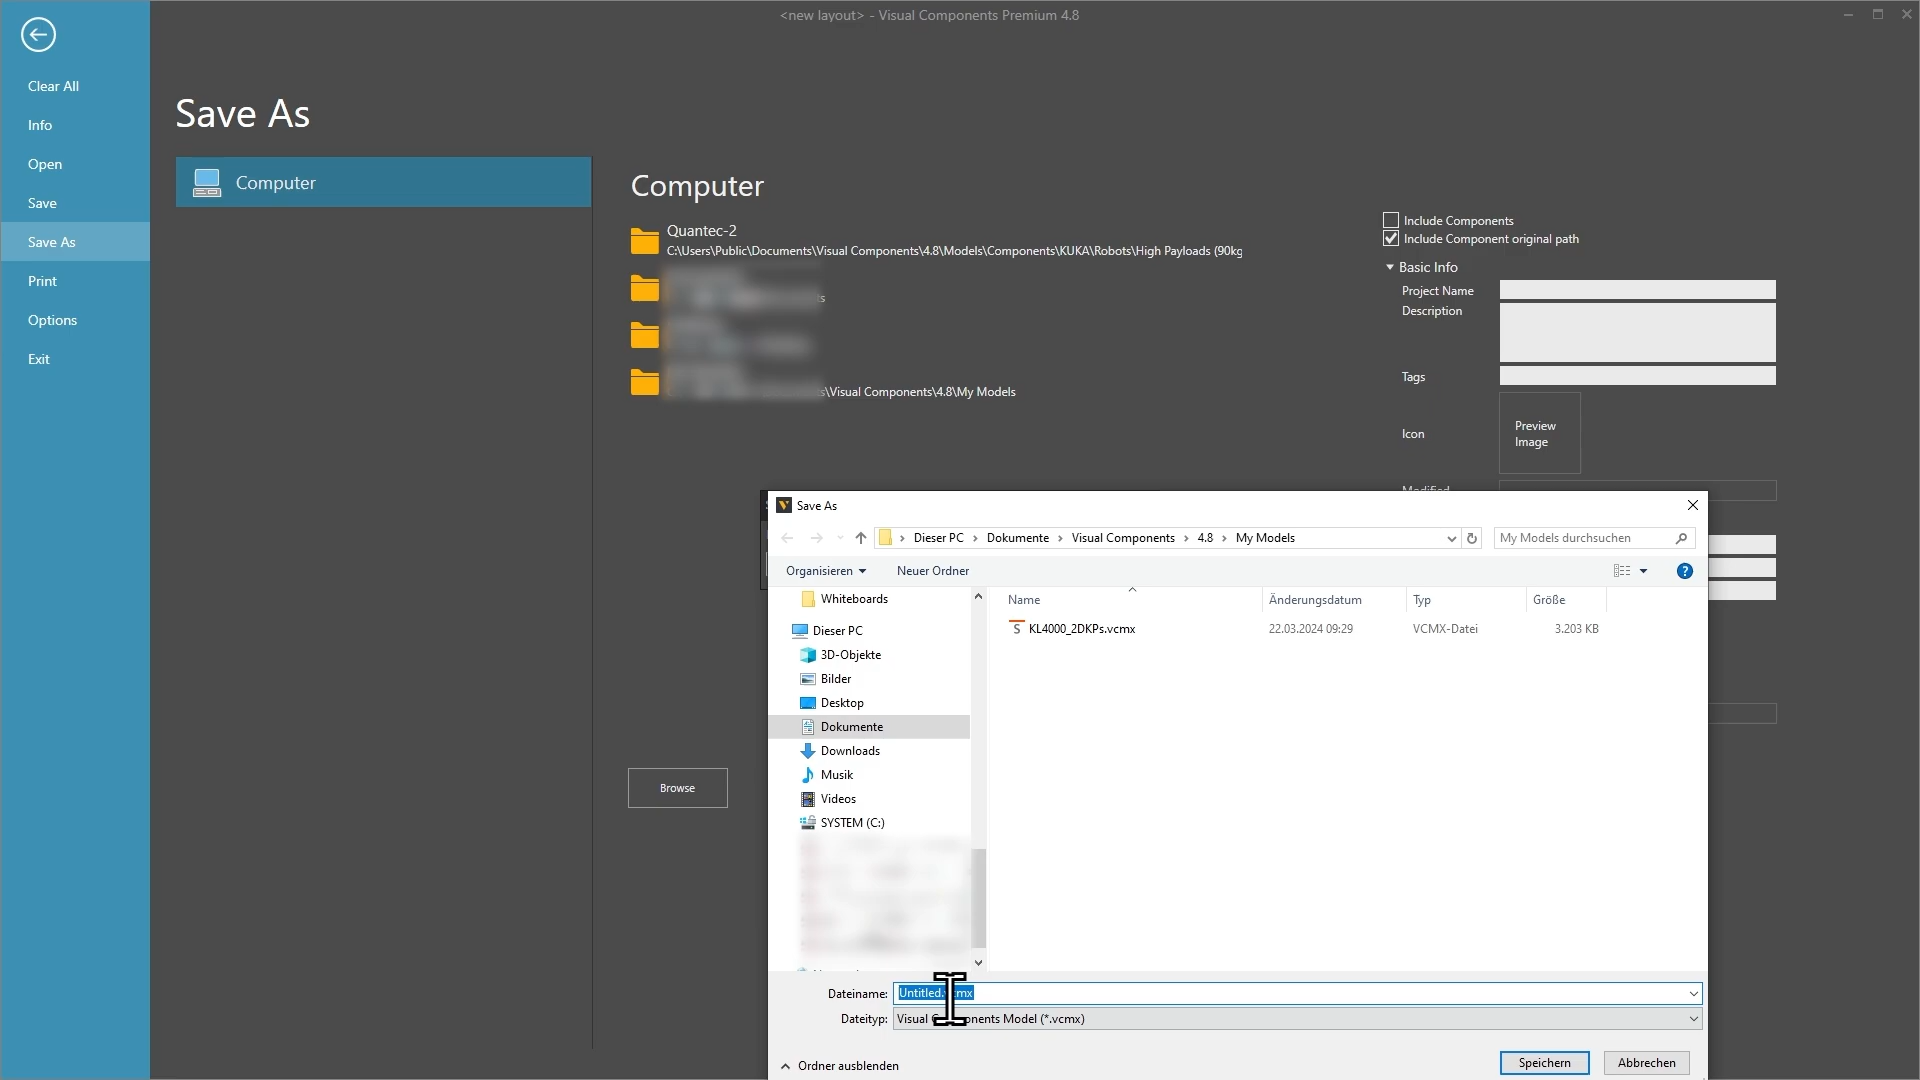 <new layout> - Visual Components Premium 4.8
Clear All
Info
Open
Save
Save As
Print
Options
Exit
Save As
Computer
Computer
Quantec-2
C:\Users\Public\Documents\Visual Components\4.8\Models\Components\KUKA\Robots\High Payloads (90kg
s
s\Visual Components\4.8\My Models
Browse
Include Components
Include Component original path
Basic Info
Project Name
Description
Tags
Icon
Preview
Image
Modified
Save As
Dieser PC > Dokumente > Visual Components > 4.8 > My Models
My Models durchsuchen
Organisieren
Neuer Ordner
?
Whiteboards
Dieser PC
3D-Objekte
Bilder
Desktop
Dokumente
Downloads
Musik
Videos
SYSTEM (C:)
Name Änderungsdatum Typ Größe
KL4000_2DKPs.vcmx 22.03.2024 09:29 VCMX-Datei 3.203 KB
Dateiname: Untitled.vcmx
Dateityp: Visual Components Model (*.vcmx)
Ordner ausblenden
Speichern
Abbrechen